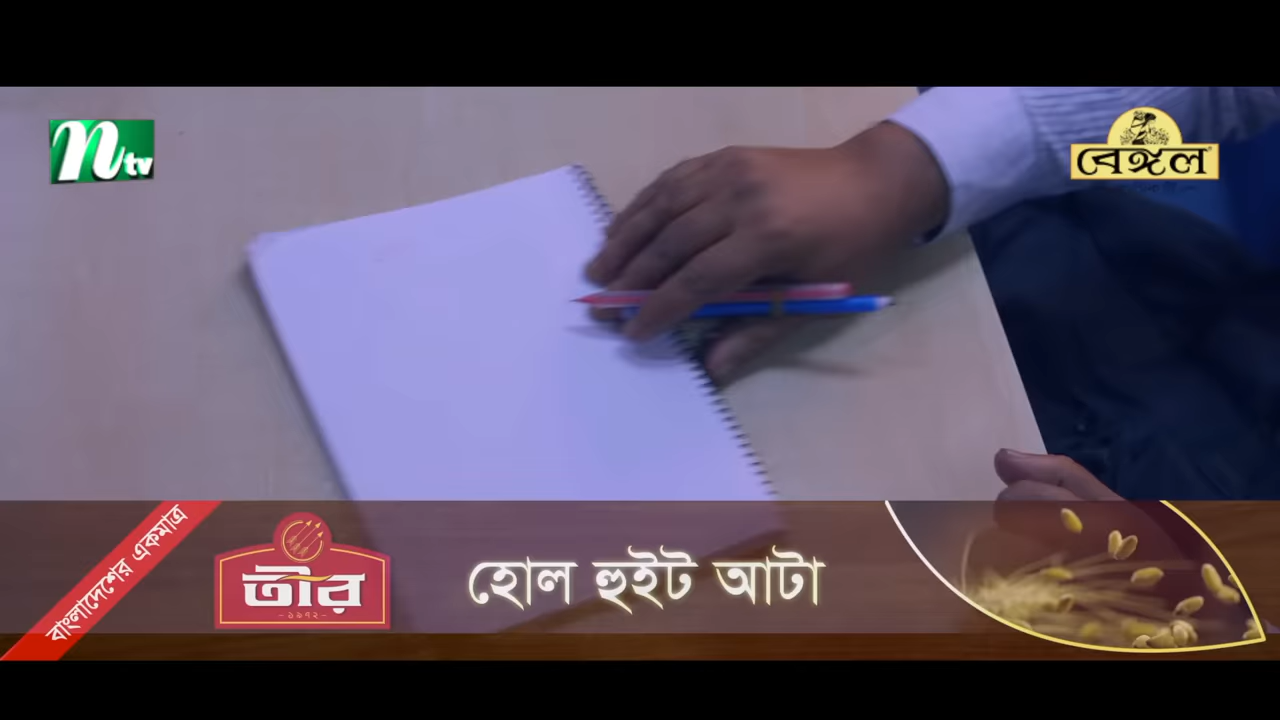 ntv
বেঙ্গল
বাংলাদেশের একমাত্র
তীর
-১৯৭২-
হোল হুইট আটা